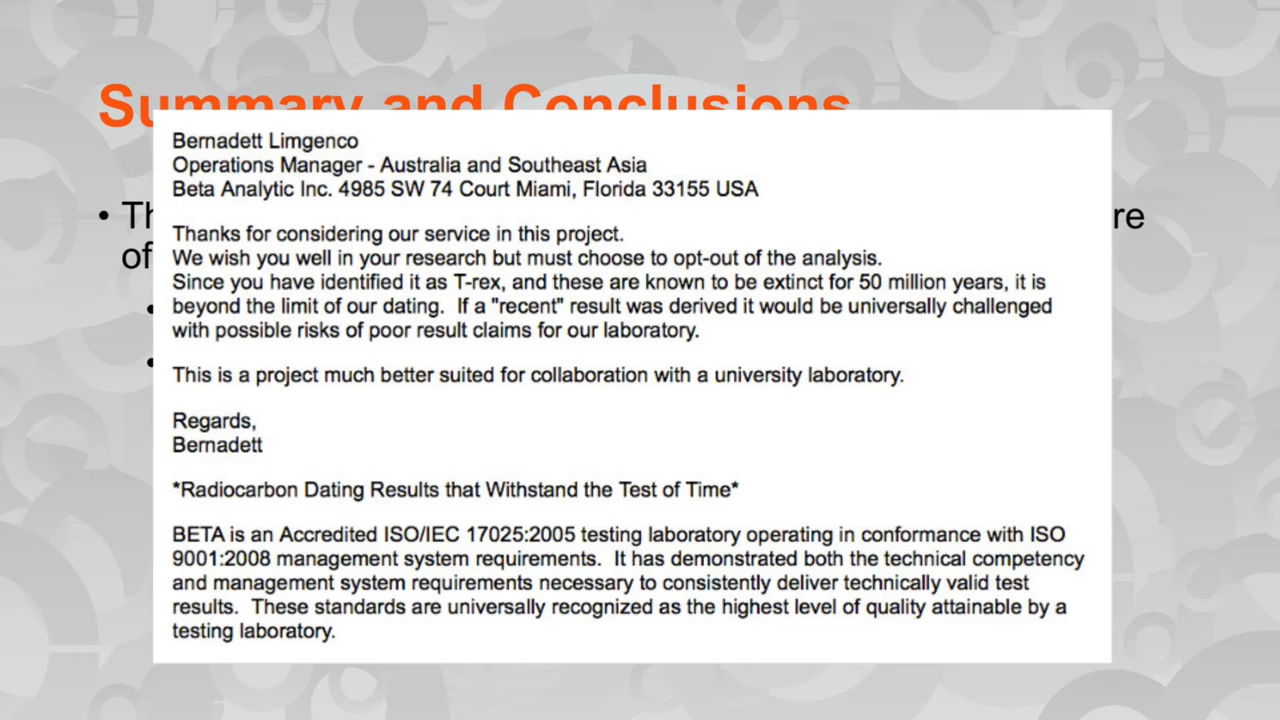 Summary and Conclusions
Bernadett Limgenco
Operations Manager - Australia and Southeast Asia
Beta Analytic Inc. 4985 SW 74 Court Miami, Florida 33155 USA
Thanks for considering our service in this project.
We wish you well in your research but must choose to opt-out of the analysis.
Since you have identified it as T-rex, and these are known to be extinct for 50 million years, it is
beyond the limit of our dating.  If a "recent" result was derived it would be universally challenged
with possible risks of poor result claims for our laboratory.
This is a project much better suited for collaboration with a university laboratory.
Regards,
Bernadett
*Radiocarbon Dating Results that Withstand the Test of Time*
BETA is an Accredited ISO/IEC 17025:2005 testing laboratory operating in conformance with ISO
9001:2008 management system requirements.  It has demonstrated both the technical competency
and management system requirements necessary to consistently deliver technically valid test
results.  These standards are universally recognized as the highest level of quality attainable by a
testing laboratory.